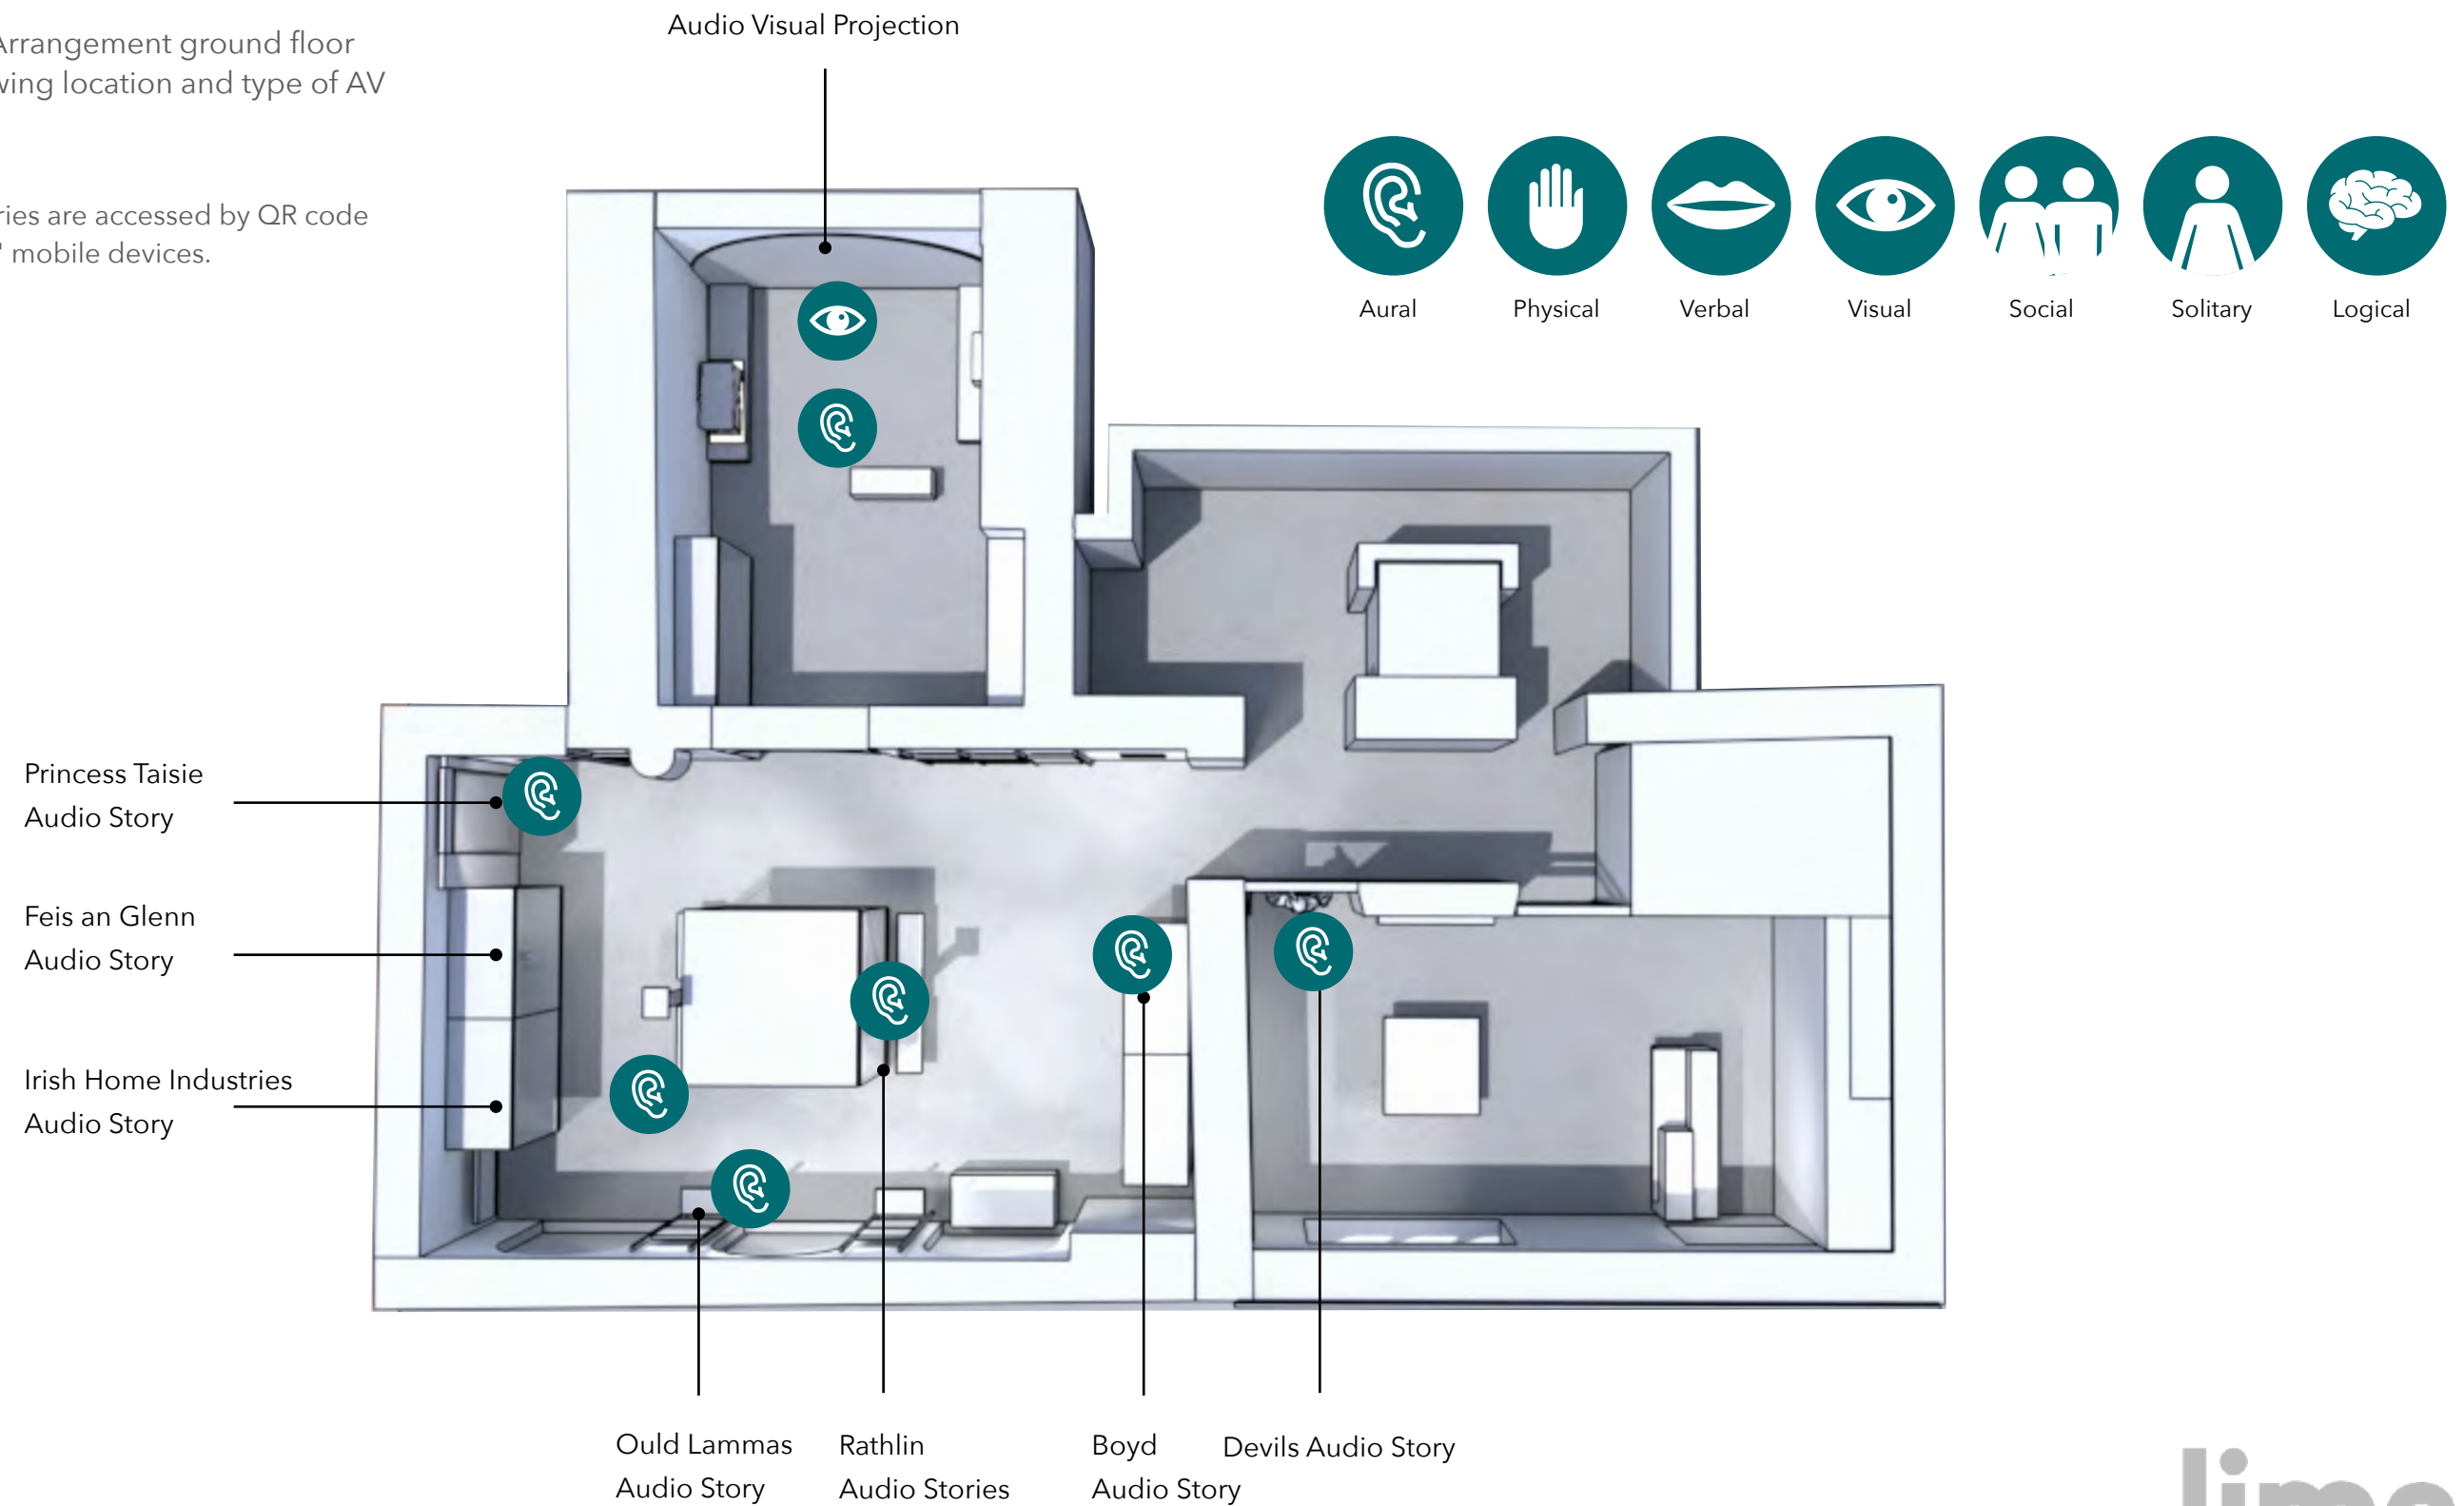 Arrangement ground floor
wing location and type of AV
ries are accessed by QR code
' mobile devices.
Audio Visual Projection
Aural
Physical
Verbal
Visual
Social
Solitary
Logical
Princess Taisie
Audio Story
Feis an Glenn
Audio Story
Irish Home Industries
Audio Story
Ould Lammas
Audio Story
Rathlin
Audio Stories
Boyd
Audio Story
Devils Audio Story